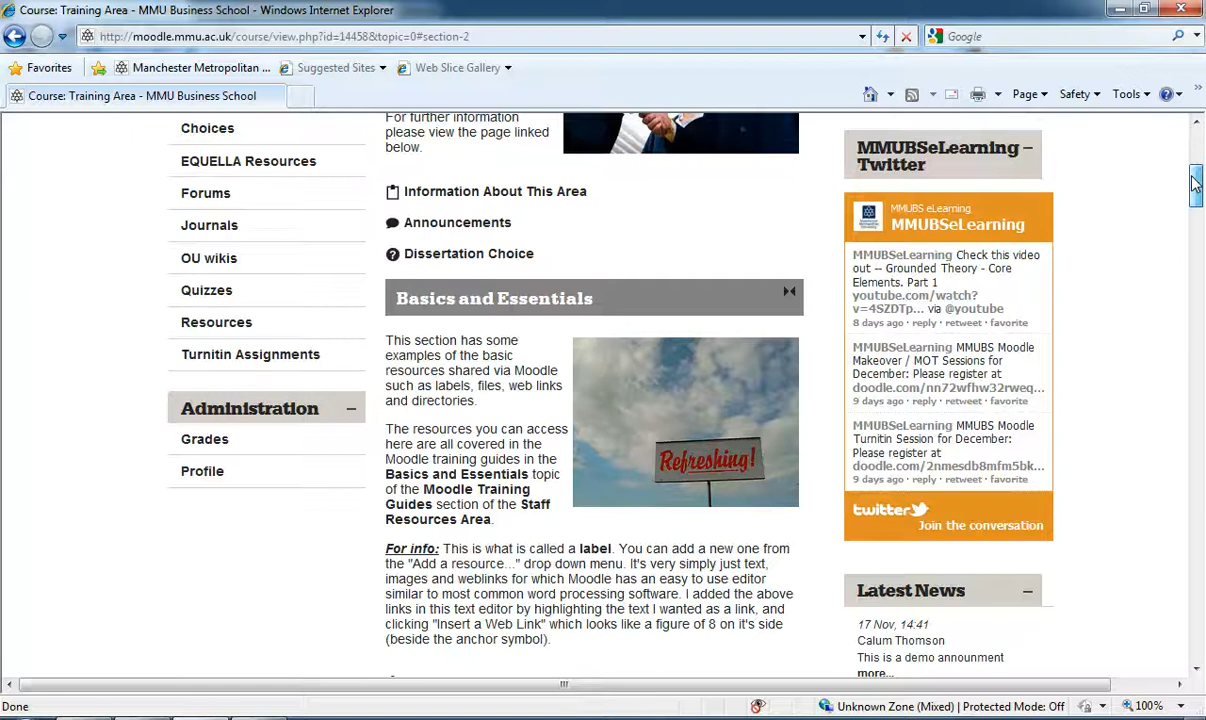 Course: Training Area - MMU Business School - Windows Internet Explorer
http://moodle.mmu.ac.uk/course/view.php?id=14458&topic=0#section-2
Google
Favorites
Manchester Metropolitan ...
Suggested Sites
Web Slice Gallery
Course: Training Area - MMU Business School
Page
Safety
Tools
Choices
EQUELLA Resources
Forums
Journals
OU wikis
Quizzes
Resources
Turnitin Assignments
Administration
Grades
Profile
For further information
please view the page linked
below.
Information About This Area
Announcements
Dissertation Choice
Basics and Essentials
This section has some
examples of the basic
resources shared via Moodle
such as labels, files, web links
and directories.
The resources you can access
here are all covered in the
Moodle training guides in the
Basics and Essentials topic
of the Moodle Training
Guides section of the Staff
Resources Area.
Refreshing!
For info: This is what is called a label. You can add a new one from
the "Add a resource..." drop down menu. It's very simply just text,
images and weblinks for which Moodle has an easy to use editor
similar to most common word processing software. I added the above
links in this text editor by highlighting the text I wanted as a link, and
clicking "Insert a Web Link" which looks like a figure of 8 on it's side
(beside the anchor symbol).
MMUBSeLearning –
Twitter
MMUBS eLearning
MMUBSeLearning
MMUBSeLearning Check this video
out -- Grounded Theory - Core
Elements. Part 1
youtube.com/watch?
v=4SZDTp... via @youtube
8 days ago · reply · retweet · favorite
MMUBSeLearning MMUBS Moodle
Makeover / MOT Sessions for
December: Please register at
doodle.com/nn72wfhw32rweq...
9 days ago · reply · retweet · favorite
MMUBSeLearning MMUBS Moodle
Turnitin Session for December:
Please register at
doodle.com/2nmesdb8mfm5bk...
9 days ago · reply · retweet · favorite
twitter
Join the conversation
Latest News
17 Nov, 14:41
Calum Thomson
This is a demo announment
more...
Done
Unknown Zone (Mixed) | Protected Mode: Off
100%